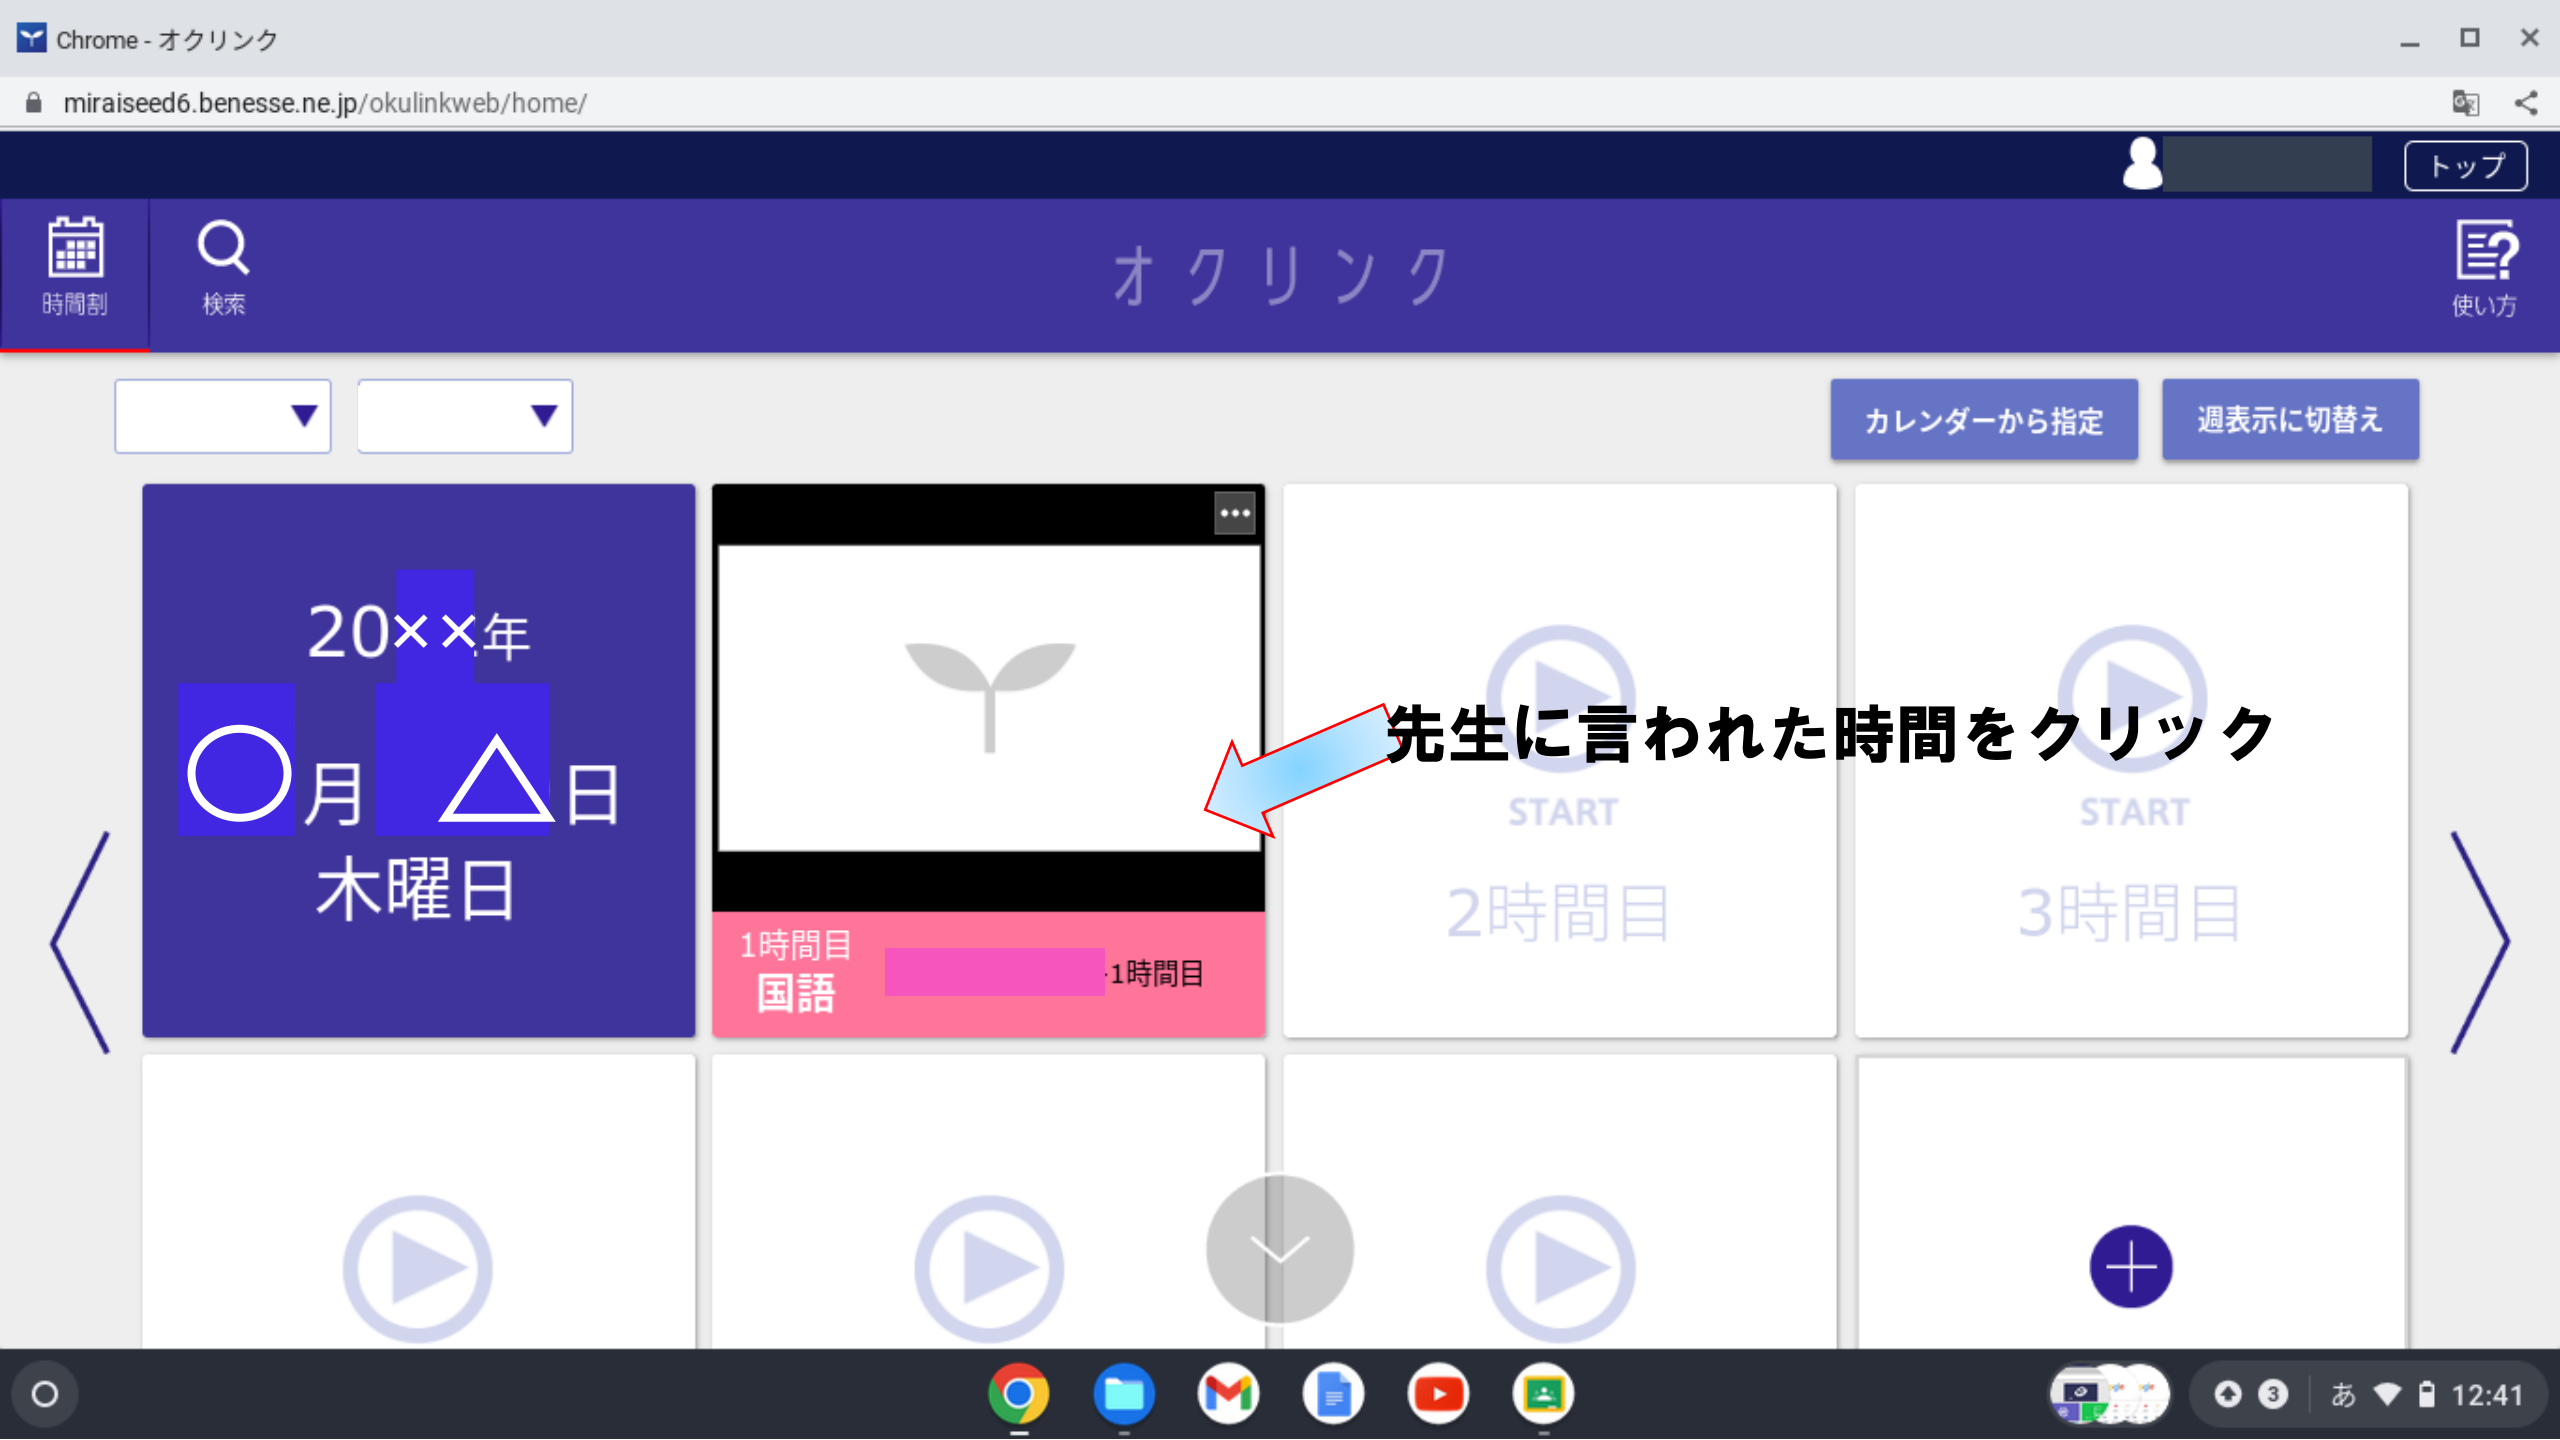 Chrome - オクリンク
miraiseed6.benesse.ne.jp/okulinkweb/home/
トップ
時間割
検索
オクリンク
使い方
カレンダーから指定
週表示に切替え
20××年
○月 △日
木曜日
先生に言われた時間をクリック
1時間目
国語
-1時間目
START
2時間目
START
3時間目
3
あ
12:41